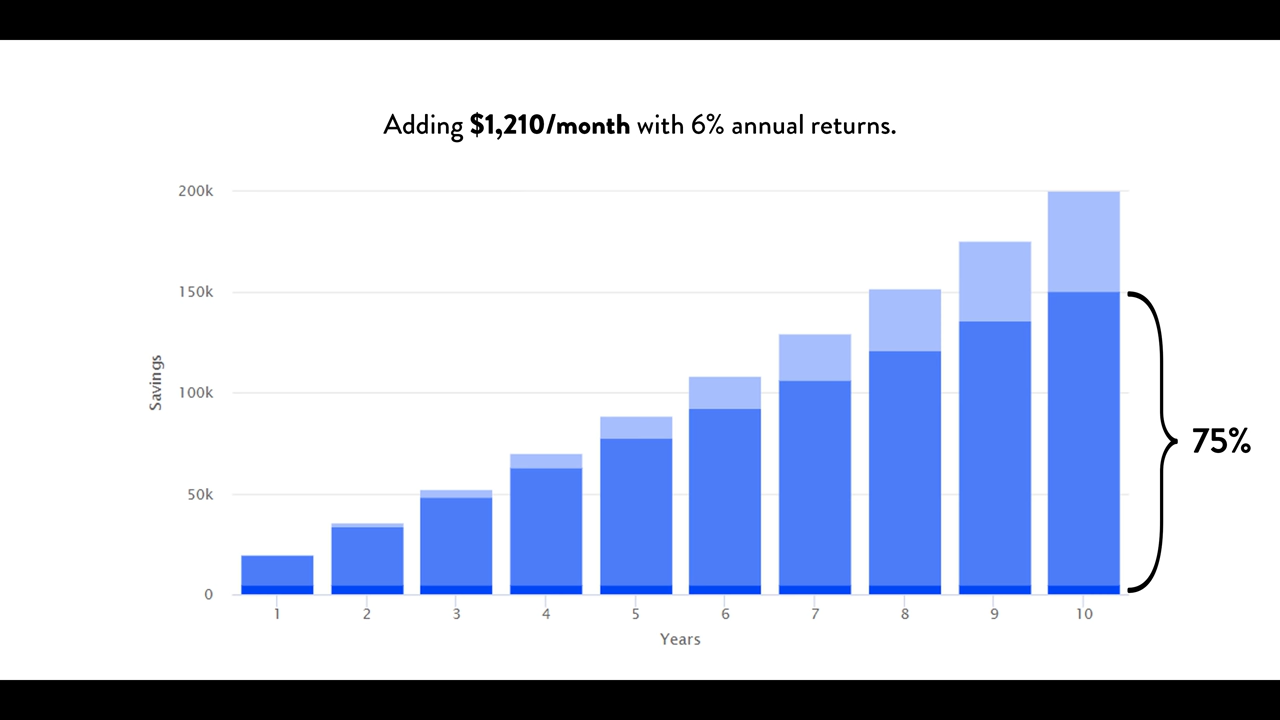 Adding $1,210/month with 6% annual returns.
200k
150k
100k
50k
0
Savings
75%
1 2 3 4 5 6 7 8 9 10
Years